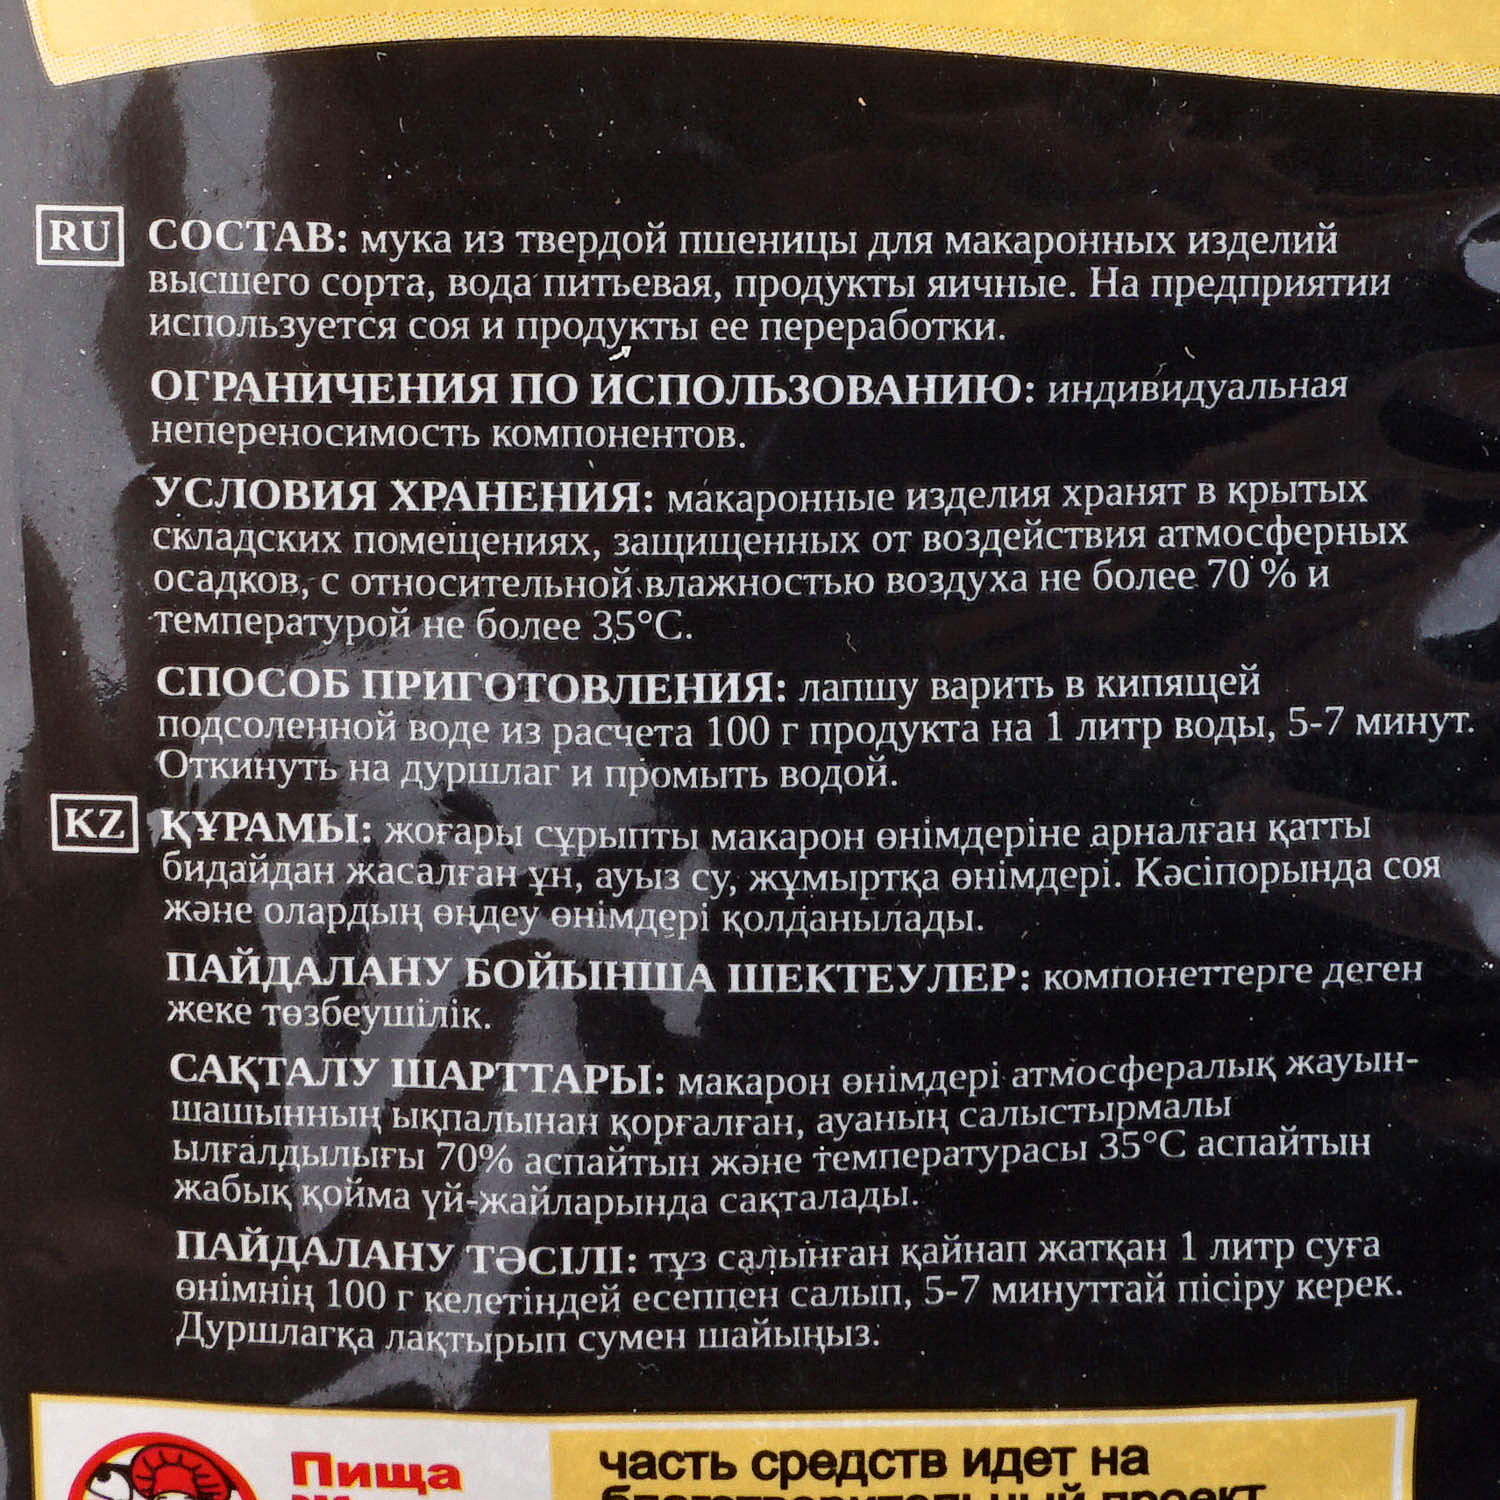 RU СОСТАВ: мука из твердой пшеницы для макаронных изделий
высшего сорта, вода питьевая, продукты яичные. На предприятии
используется соя и продукты ее переработки.
ОГРАНИЧЕНИЯ ПО ИСПОЛЬЗОВАНИЮ: индивидуальная
непереносимость компонентов.
УСЛОВИЯ ХРАНЕНИЯ: макаронные изделия хранят в крытых
складских помещениях, защищенных от воздействия атмосферных
осадков, с относительной влажностью воздуха не более 70 % и
температурой не более 35°С.
СПОСОБ ПРИГОТОВЛЕНИЯ: лапшу варить в кипящей
подсоленной воде из расчета 100 г продукта на 1 литр воды, 5-7 минут.
Откинуть на дуршлаг и промыть водой.
KZ ҚҰРАМЫ: жоғары сұрыпты макарон өнімдеріне арналған қатты
бидайдан жасалған ұн, ауыз су, жұмыртқа өнімдері. Кәсіпорында соя
және олардың өңдеу өнімдері қолданылады.
ПАЙДАЛАНУ БОЙЫНША ШЕКТЕУЛЕР: компонеттерге деген
жеке төзбеушілік.
САҚТАЛУ ШАРТТАРЫ: макарон өнімдері атмосфералық жауын-
шашынның ықпалынан қорғалған, ауаның салыстырмалы
ылғалдылығы 70% аспайтын және температурасы 35°С аспайтын
жабық қойма үй-жайларында сақталады.
ПАЙДАЛАНУ ТӘСІЛІ: тұз салынған қайнап жатқан 1 литр суға
өнімнің 100 г келетіндей есеппен салып, 5-7 минуттай пісіру керек.
Дуршлагқа лақтырып сумен шайыңыз.
Пища
часть средств идет на
благотворительный проект